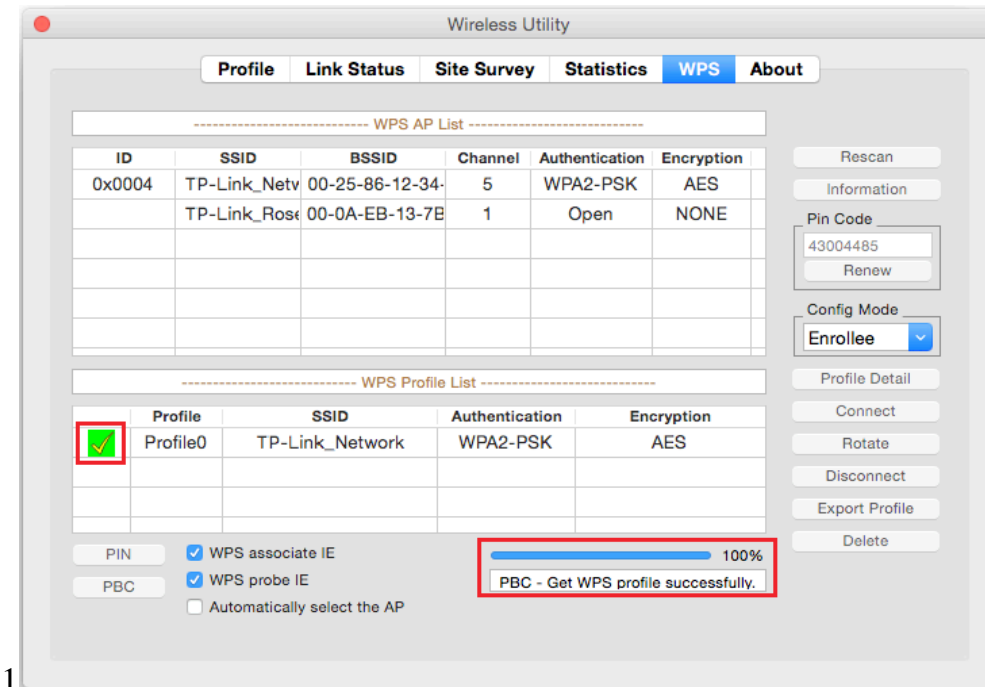 Wireless Utility
Profile Link Status Site Survey Statistics WPS About
--------------------------- WPS AP List ---------------------------
ID SSID BSSID Channel Authentication Encryption
0x0004 TP-Link_Netw 00-25-86-12-34- 5 WPA2-PSK AES
TP-Link_Rose 00-0A-EB-13-7B 1 Open NONE
Rescan
Information
Pin Code
43004485
Renew
Config Mode
Enrollee
--------------------------- WPS Profile List ---------------------------
Profile SSID Authentication Encryption
Profile0 TP-Link_Network WPA2-PSK AES
Profile Detail
Connect
Rotate
Disconnect
Export Profile
Delete
PIN WPS associate IE 100%
PBC WPS probe IE PBC - Get WPS profile successfully.
Automatically select the AP
1